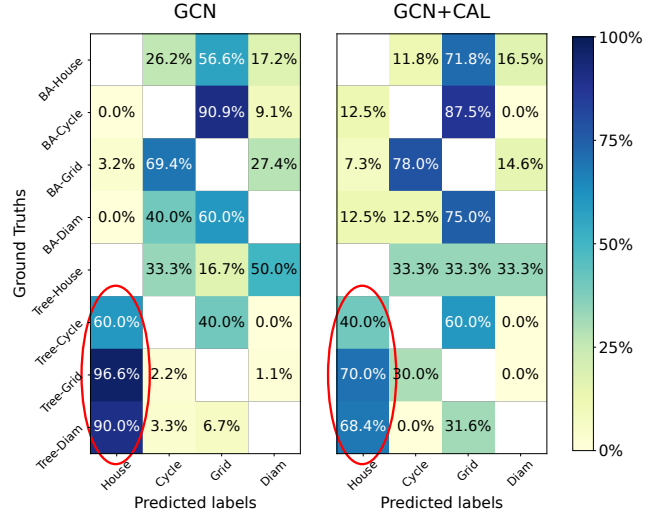 GCN
GCN+CAL
Ground Truths
BA-House
26.2% 56.6% 17.2%
11.8% 71.8% 16.5%
BA-Cycle
0.0% 90.9% 9.1%
12.5% 87.5% 0.0%
BA-Grid
3.2% 69.4% 27.4%
7.3% 78.0% 14.6%
BA-Diam
0.0% 40.0% 60.0%
12.5% 12.5% 75.0%
Tree-House
33.3% 16.7% 50.0%
33.3% 33.3% 33.3%
Tree-Cycle
60.0% 40.0% 0.0%
40.0% 60.0% 0.0%
Tree-Grid
96.6% 2.2% 1.1%
70.0% 30.0% 0.0%
Tree-Diam
90.0% 3.3% 6.7%
68.4% 0.0% 31.6%
House Cycle Grid Diam
House Cycle Grid Diam
Predicted labels
Predicted labels
100%
75%
50%
25%
0%